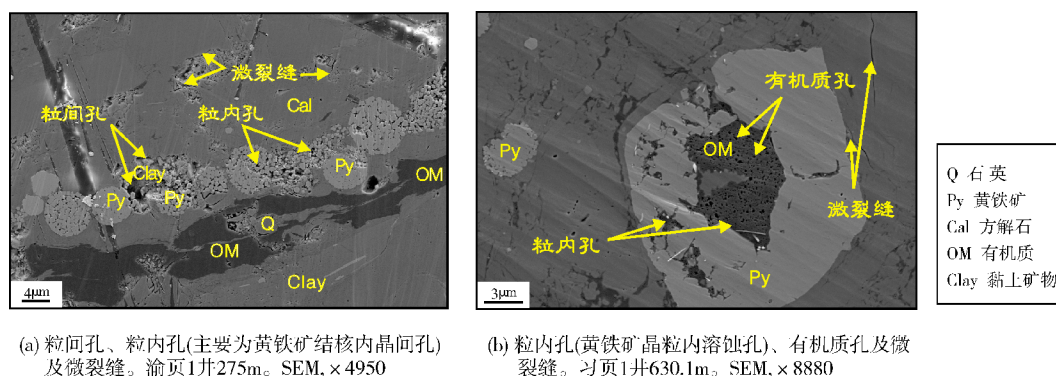 微裂缝
粒间孔
粒内孔
Cal
Clay
Py
Py
Py
OM
Q
OM
Clay
4μm
有机质孔
OM
Py
微裂缝
粒内孔
Py
3μm
Q 石英
Py 黄铁矿
Cal 方解石
OM 有机质
Clay 黏土矿物
(a) 粒间孔、粒内孔(主要为黄铁矿结核内晶间孔)
及微裂缝。渝页1井275m。SEM, ×4950
(b) 粒内孔(黄铁矿晶粒内溶蚀孔)、有机质孔及微
裂缝。习页1井630.1m。SEM, ×8880